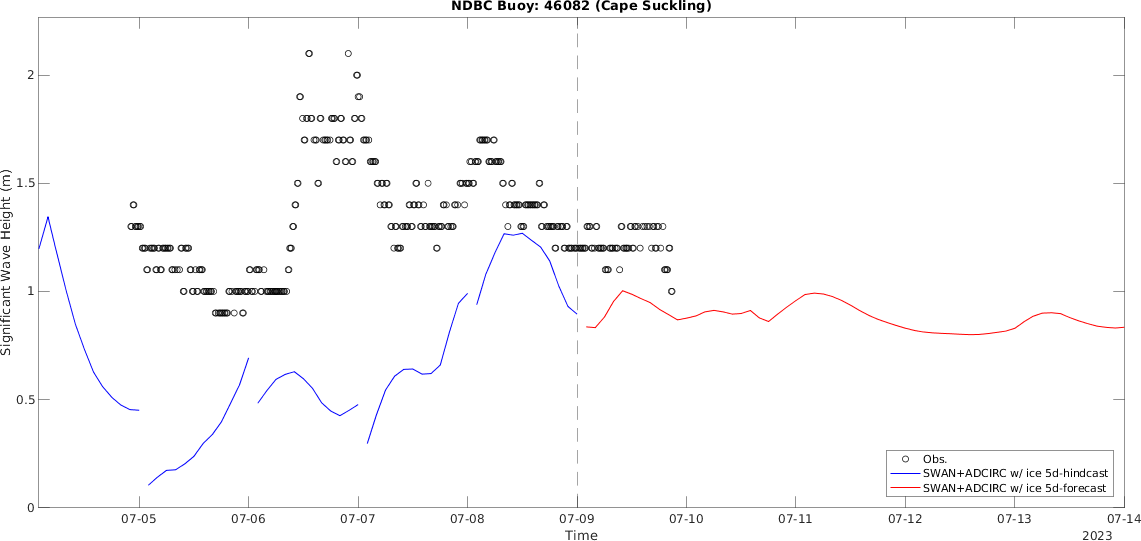 NDBC Buoy: 46082 (Cape Suckling)
Significant Wave Height (m)
2
1.5
1
0.5
0
Obs.
SWAN+ADCIRC w/ ice 5d-hindcast
SWAN+ADCIRC w/ ice 5d-forecast
07-05 07-06 07-07 07-08 07-09 07-10 07-11 07-12 07-13 07-14
Time
2023